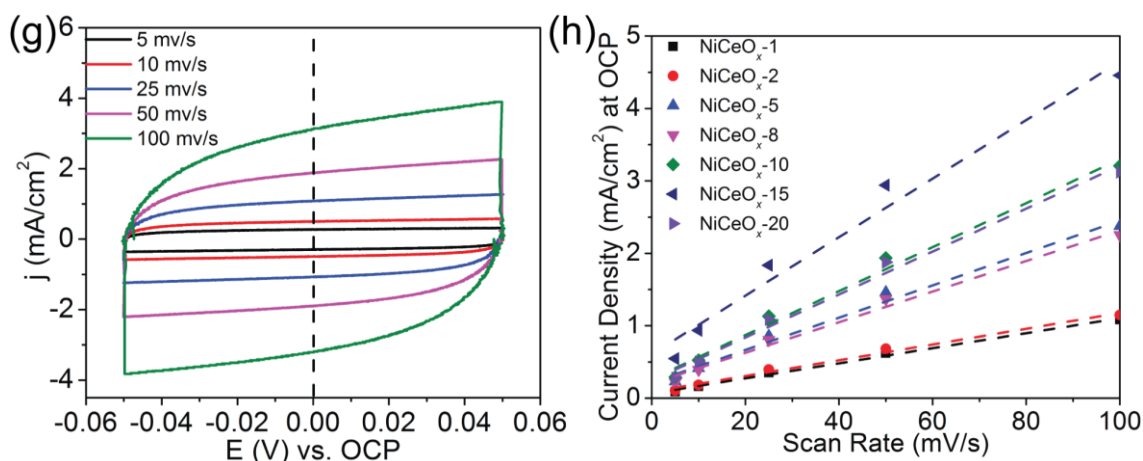 (g)
5 mv/s
10 mv/s
25 mv/s
50 mv/s
100 mv/s
6
4
2
0
-2
-4
j (mA/cm²)
-0.06 -0.04 -0.02 0.00 0.02 0.04 0.06
E (V) vs. OCP
(h)
NiCeOₓ-1
NiCeOₓ-2
NiCeOₓ-5
NiCeOₓ-8
NiCeOₓ-10
NiCeOₓ-15
NiCeOₓ-20
5
4
3
2
1
0
Current Density (mA/cm²) at OCP
0 20 40 60 80 100
Scan Rate (mV/s)